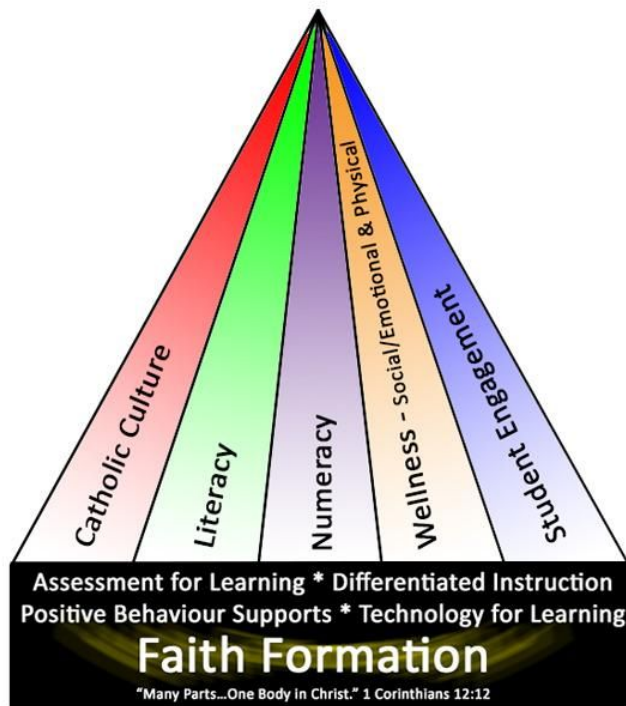 Catholic Culture
Literacy
Numeracy
Wellness - Social/Emotional & Physical
Student Engagement
Assessment for Learning * Differentiated Instruction
Positive Behaviour Supports * Technology for Learning
Faith Formation
“Many Parts...One Body in Christ.” 1 Corinthians 12:12